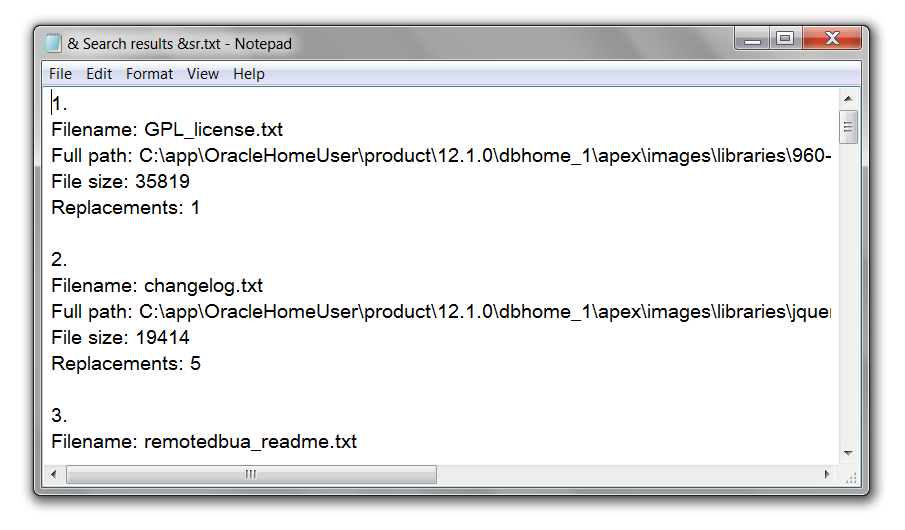 & Search results &sr.txt - Notepad
File Edit Format View Help
1.
Filename: GPL_license.txt
Full path: C:\app\OracleHomeUser\product\12.1.0\dbhome_1\apex\images\libraries\960-
File size: 35819
Replacements: 1
2.
Filename: changelog.txt
Full path: C:\app\OracleHomeUser\product\12.1.0\dbhome_1\apex\images\libraries\jquer
File size: 19414
Replacements: 5
3.
Filename: remotedbua_readme.txt